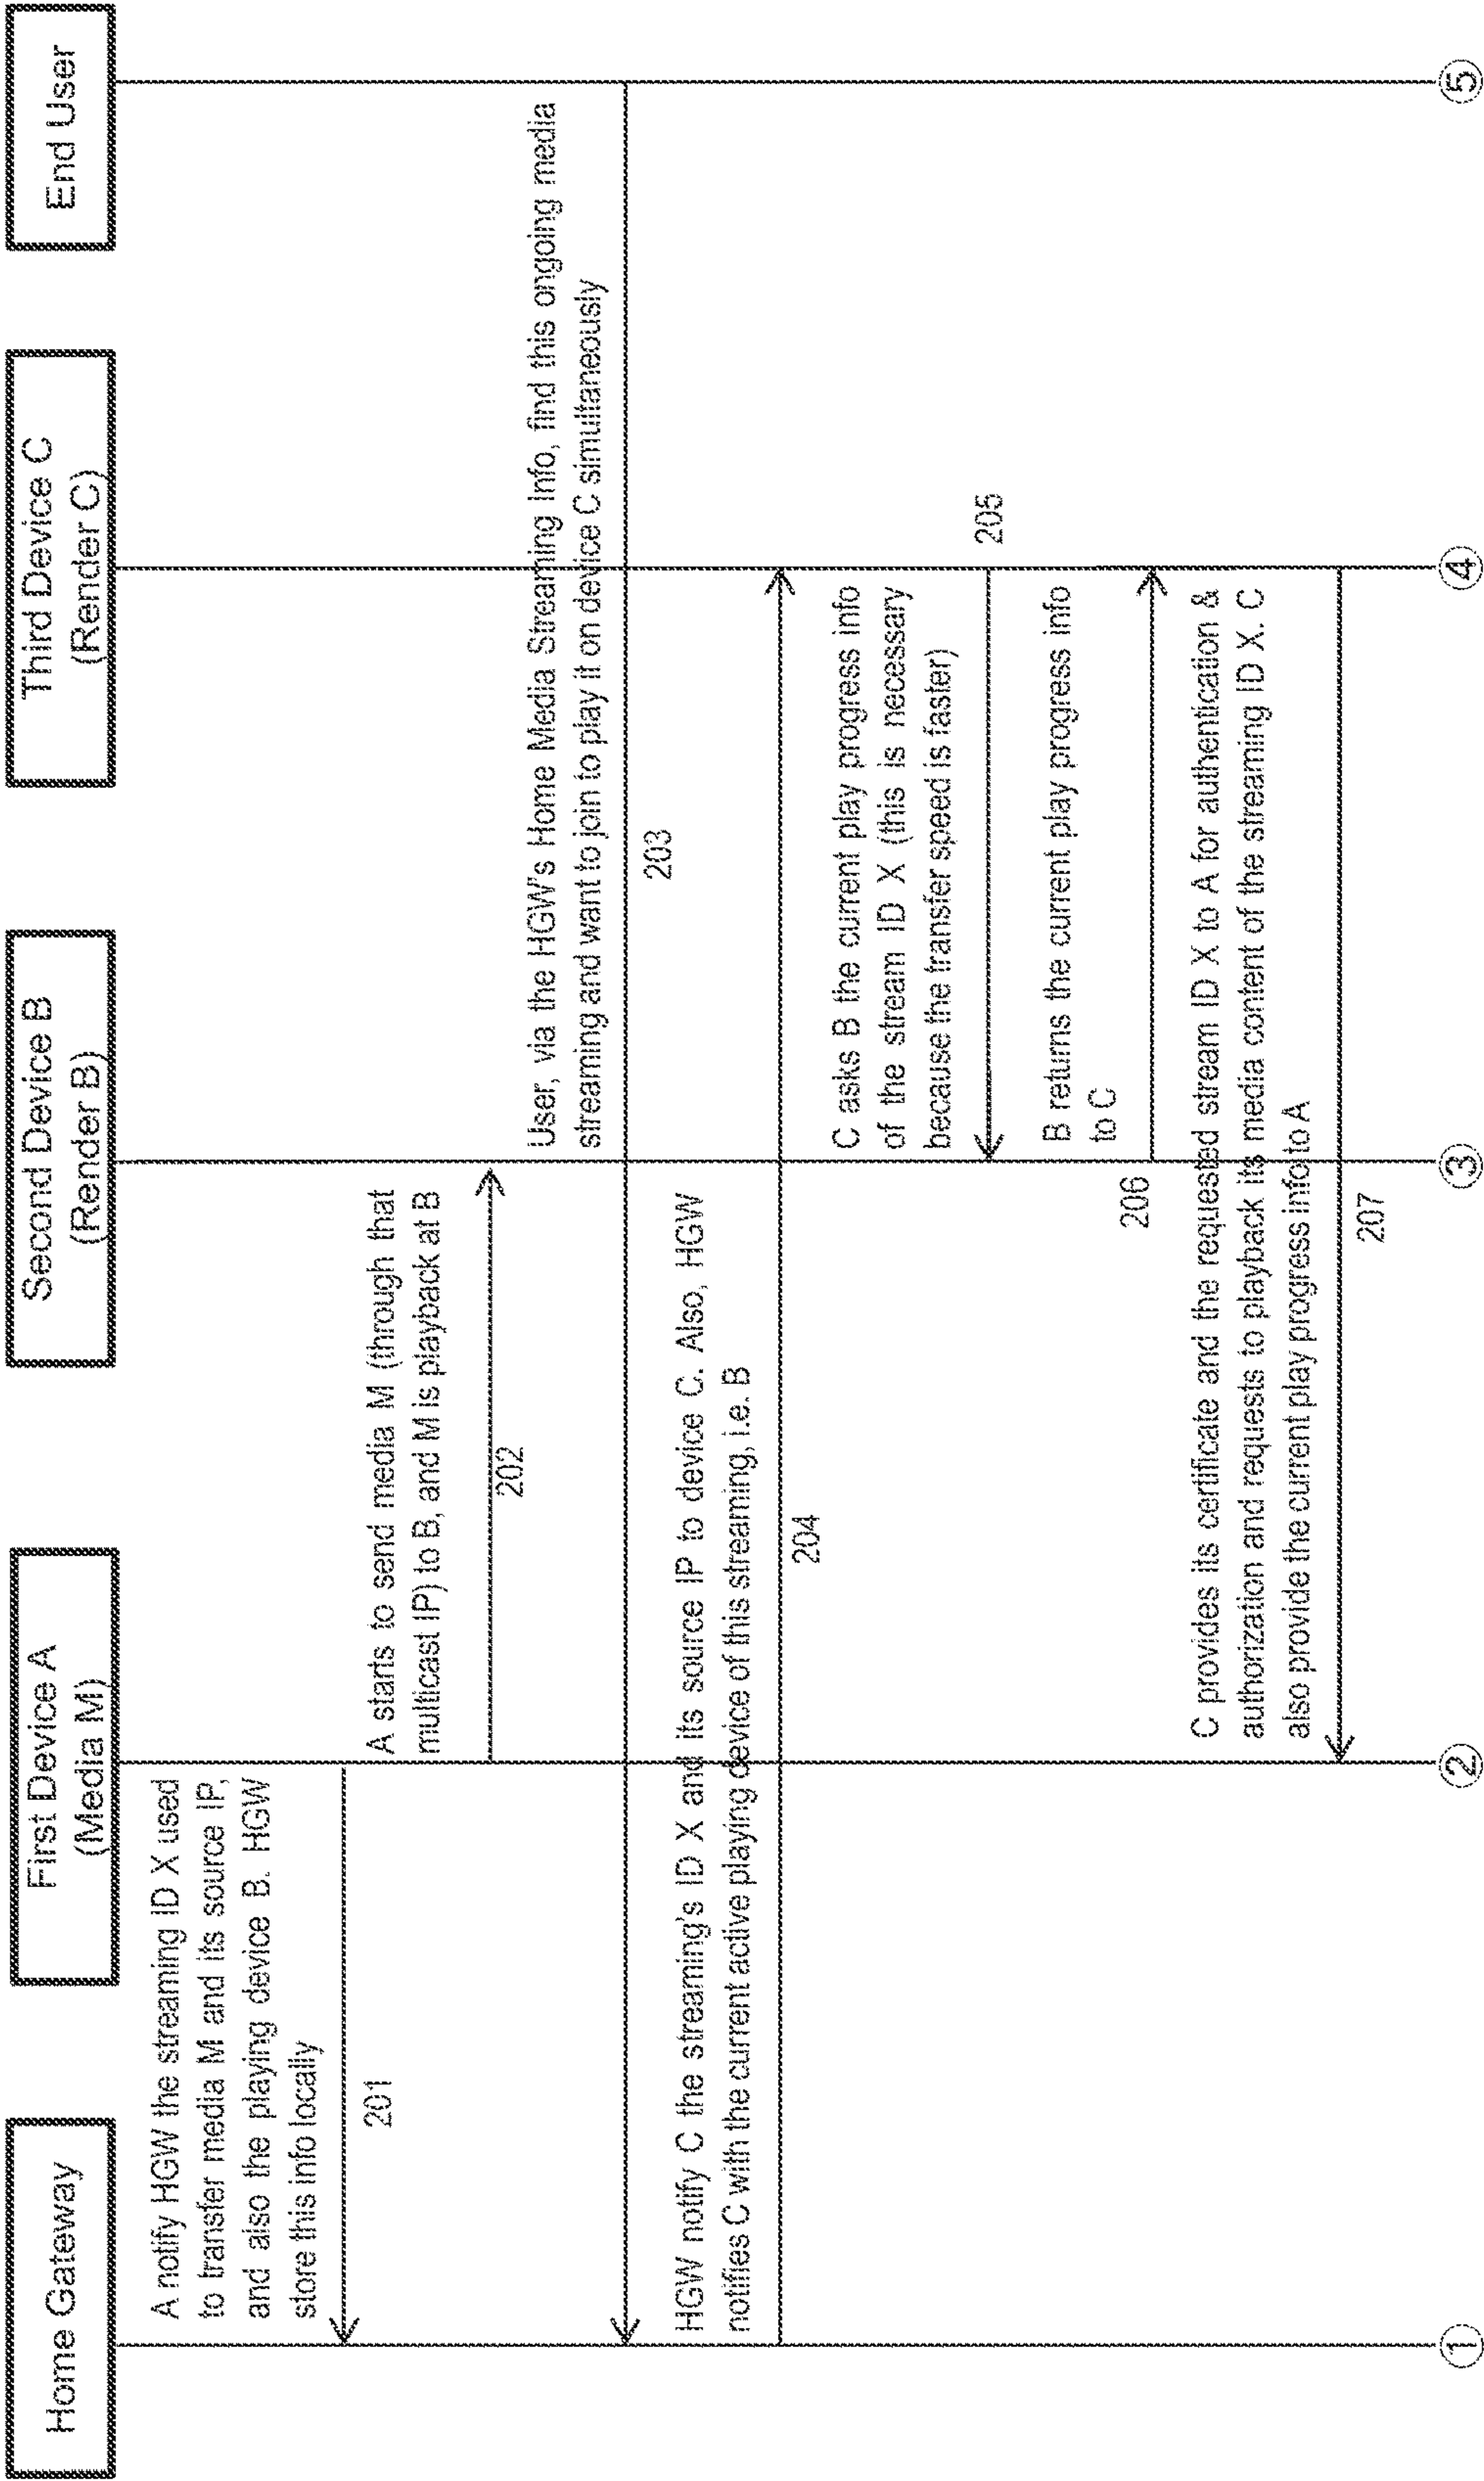 Home Gateway
First Device A
(Media M)
Second Device B
(Render B)
Third Device C
(Render C)
End User
A notify HGW the streaming ID X used
to transfer media M and its source IP,
and also the playing device B. HGW
store this info locally
201
A starts to send media M (through that
multicast IP) to B, and M is playback at B
202
User, via the HGW's Home Media Streaming Info, find this ongoing media
streaming and want to join to play it on device C simultaneously
203
HGW notify C the streaming's ID X and its source IP to device C. Also, HGW
notifies C with the current active playing device of this streaming, i.e. B
204
C asks B the current play progress info
of the stream ID X (this is necessary
because the transfer speed is faster)
205
B returns the current play progress info
to C
206
C provides its certificate and the requested stream ID X to A for authentication &
authorization and requests to playback its media content of the streaming ID X. C
also provide the current play progress info to A
207
①
②
③
④
⑤